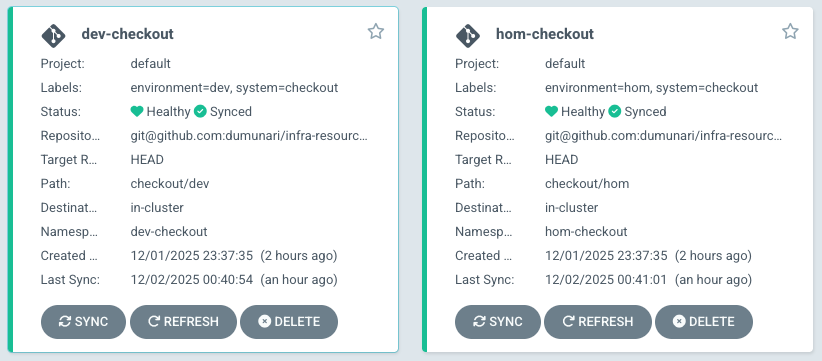 dev-checkout
Project: default
Labels: environment=dev, system=checkout
Status: Healthy Synced
Reposito... git@github.com:dumunari/infra-resourc...
Target R... HEAD
Path: checkout/dev
Destinat... in-cluster
Namesp... dev-checkout
Created ... 12/01/2025 23:37:35 (2 hours ago)
Last Sync: 12/02/2025 00:40:54 (an hour ago)
SYNC REFRESH DELETE
hom-checkout
Project: default
Labels: environment=hom, system=checkout
Status: Healthy Synced
Reposito... git@github.com:dumunari/infra-resourc...
Target R... HEAD
Path: checkout/hom
Destinat... in-cluster
Namesp... hom-checkout
Created ... 12/01/2025 23:37:35 (2 hours ago)
Last Sync: 12/02/2025 00:41:01 (an hour ago)
SYNC REFRESH DELETE